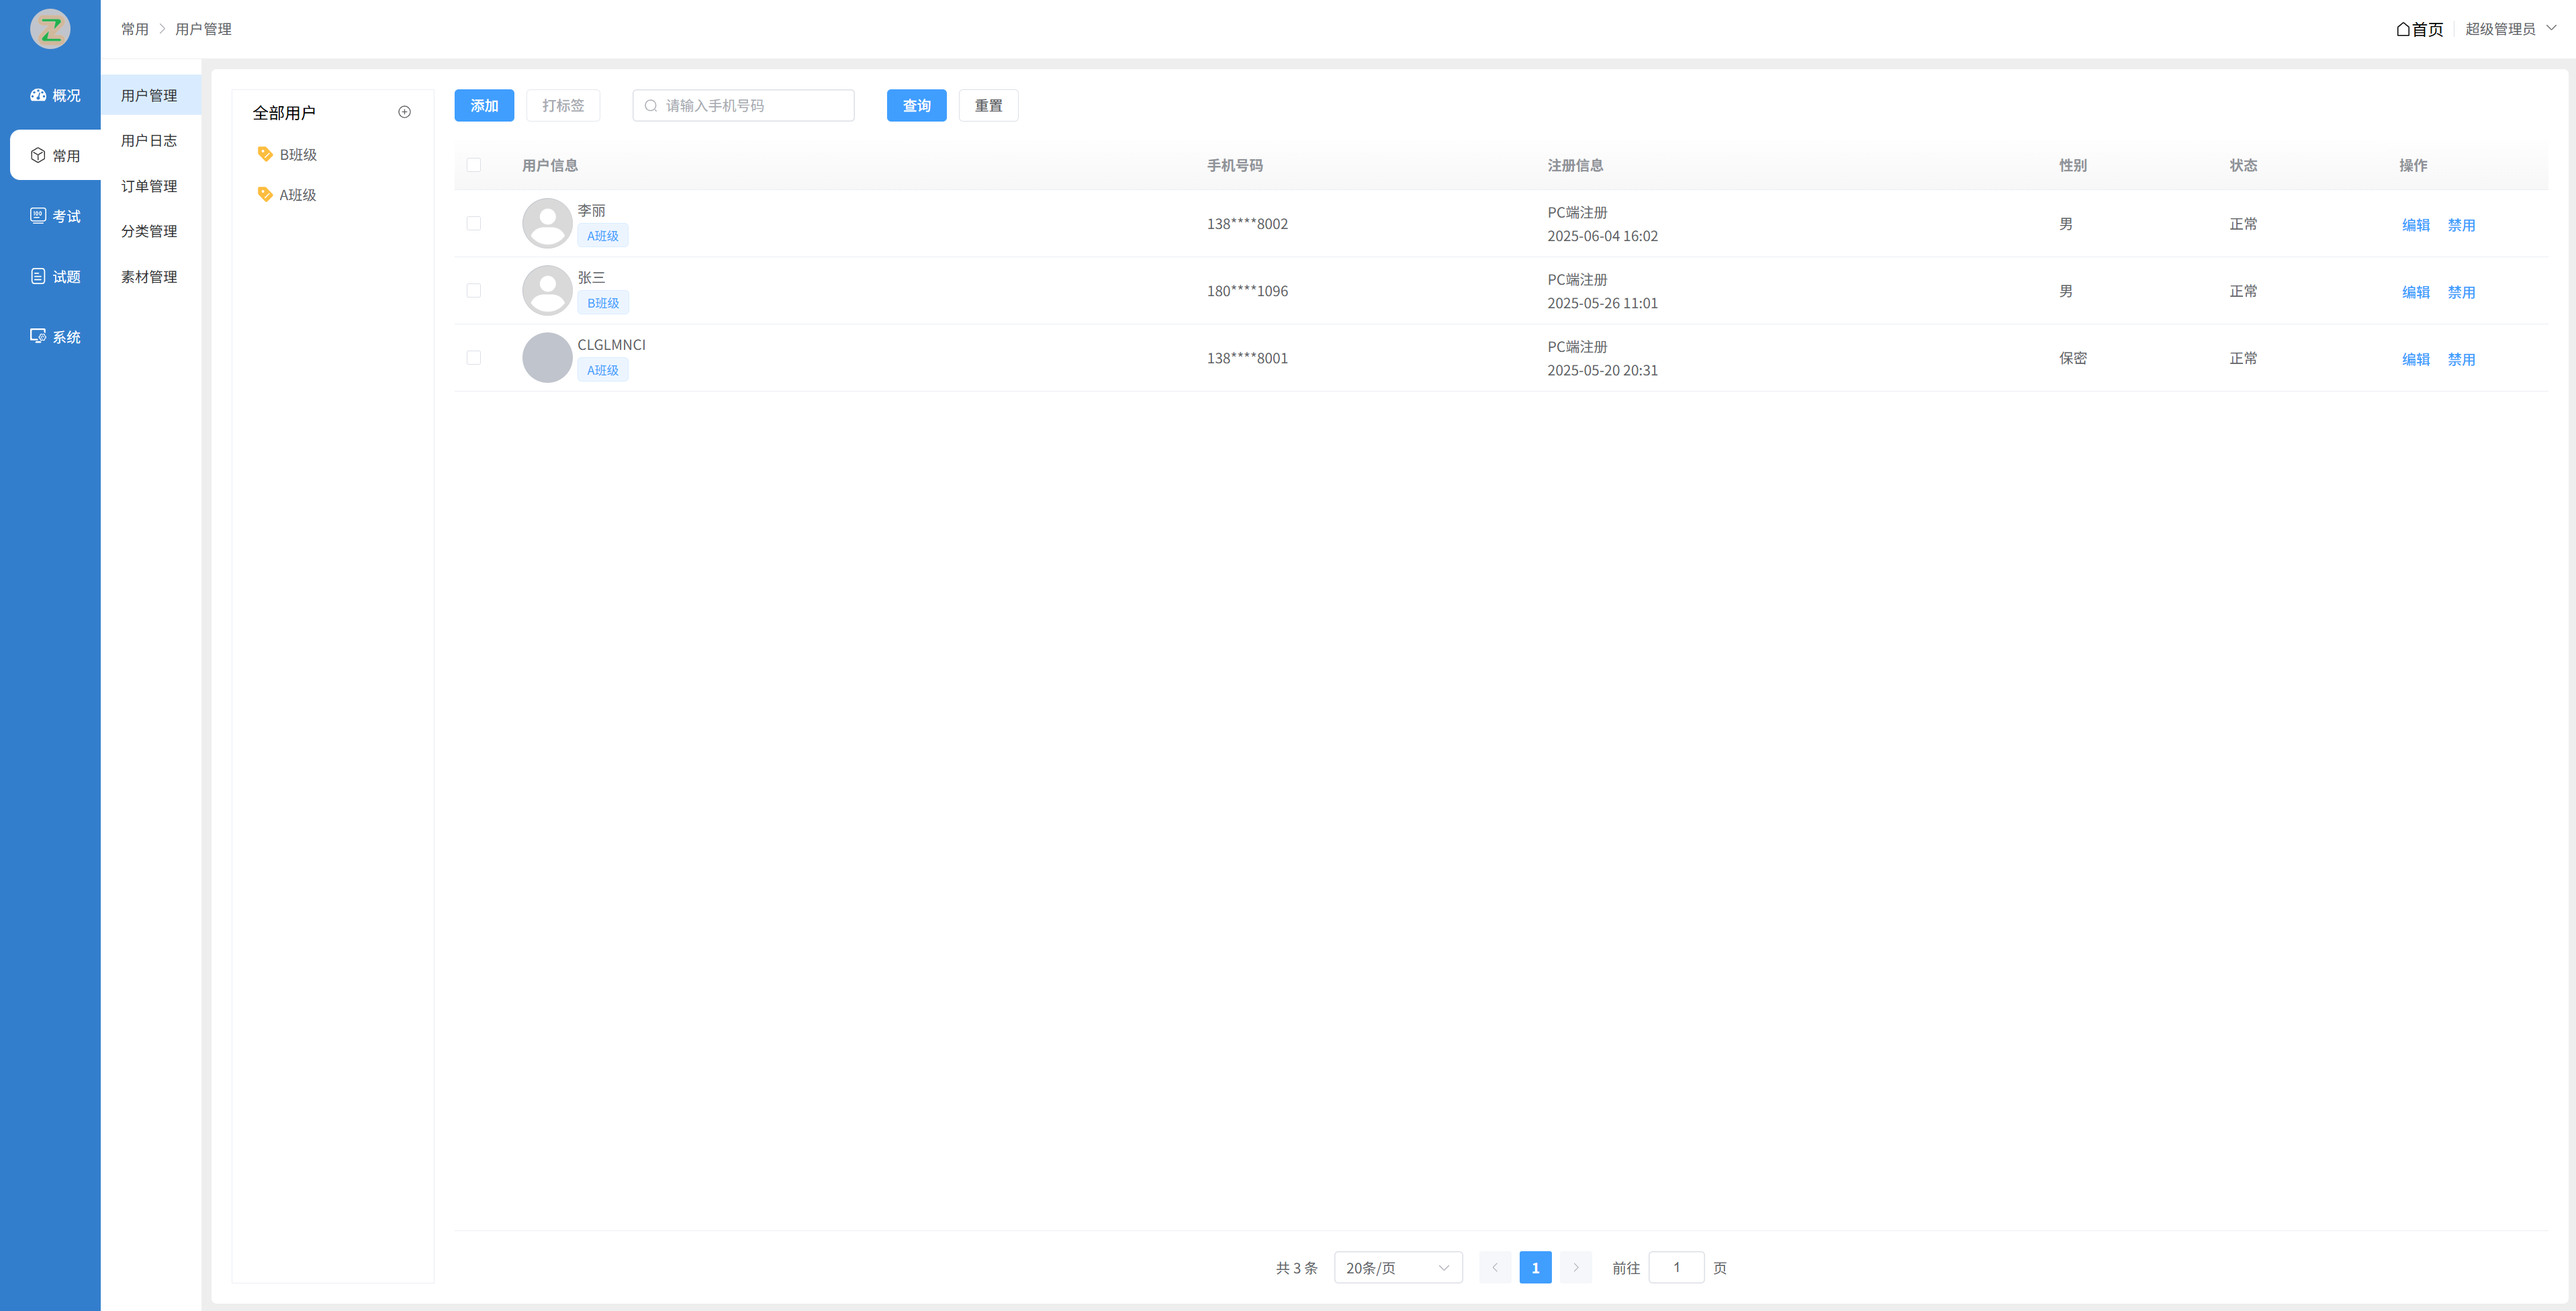 常用 > 用户管理
首页 超级管理员
概况
常用
考试
试题
系统
用户管理
用户日志
订单管理
分类管理
素材管理
全部用户
B班级
A班级
添加 打标签 请输入手机号码 查询 重置
用户信息 手机号码 注册信息 性别 状态 操作
李丽
A班级
138****8002
PC端注册
2025-06-04 16:02
男 正常 编辑 禁用
张三
B班级
180****1096
PC端注册
2025-05-26 11:01
男 正常 编辑 禁用
CLGLMNCI
A班级
138****8001
PC端注册
2025-05-20 20:31
保密 正常 编辑 禁用
共 3 条 20条/页 1 前往 1 页